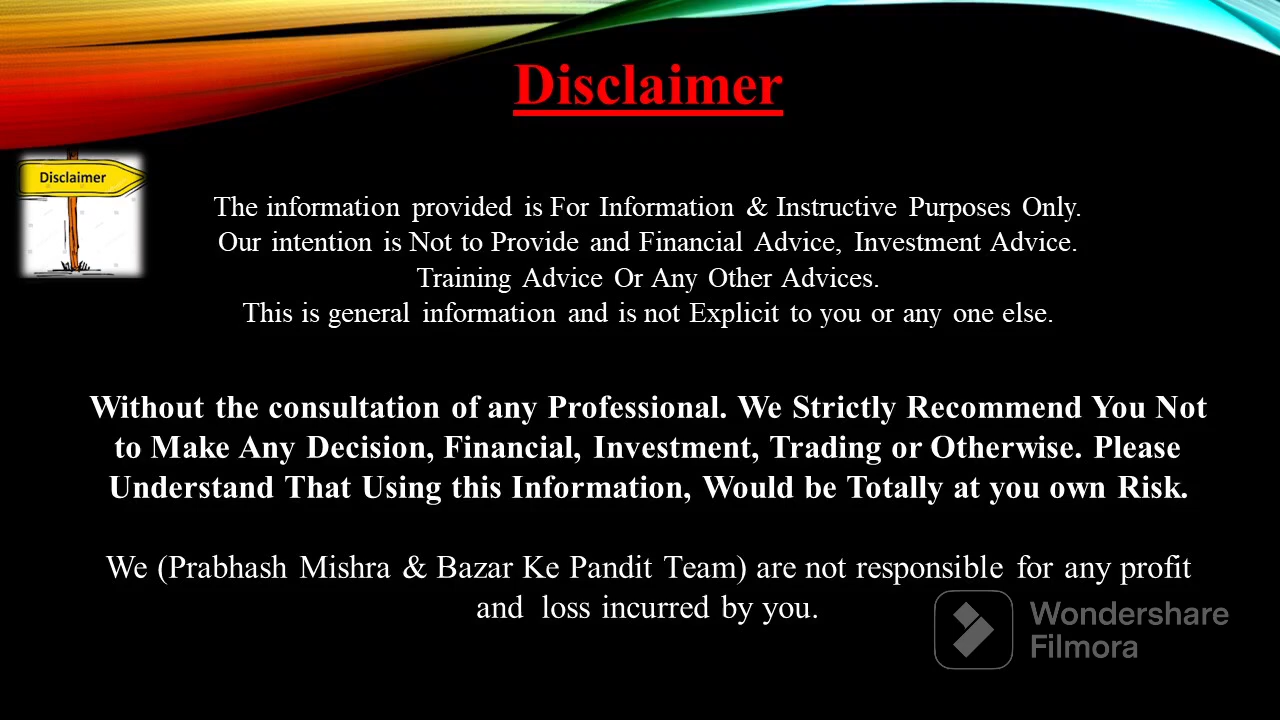 Disclaimer
Disclaimer
The information provided is For Information & Instructive Purposes Only.
Our intention is Not to Provide and Financial Advice, Investment Advice.
Training Advice Or Any Other Advices.
This is general information and is not Explicit to you or any one else.
Without the consultation of any Professional. We Strictly Recommend You Not
to Make Any Decision, Financial, Investment, Trading or Otherwise. Please
Understand That Using this Information, Would be Totally at you own Risk.
We (Prabhash Mishra & Bazar Ke Pandit Team) are not responsible for any profit
and loss incurred by you.
Wondershare
Filmora